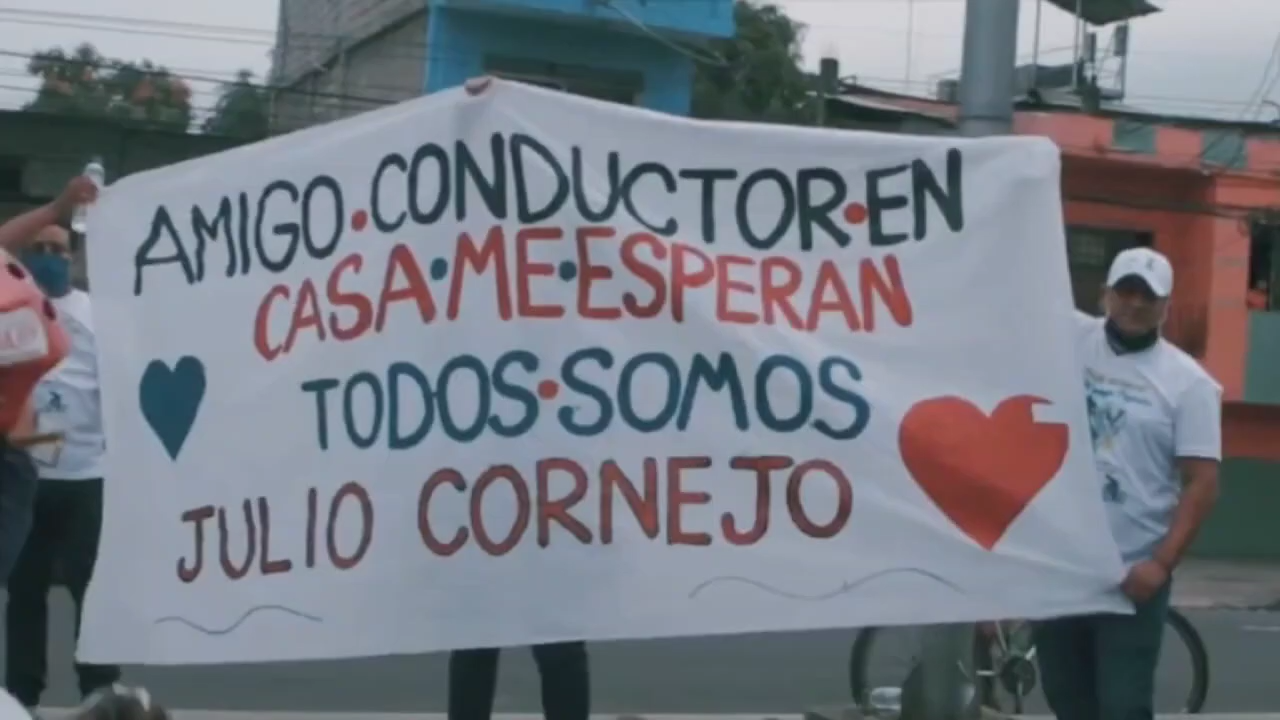 AMIGO•CONDUCTOR•EN
CASA•ME•ESPERAN
TODOS•SOMOS
JULIO CORNEJO